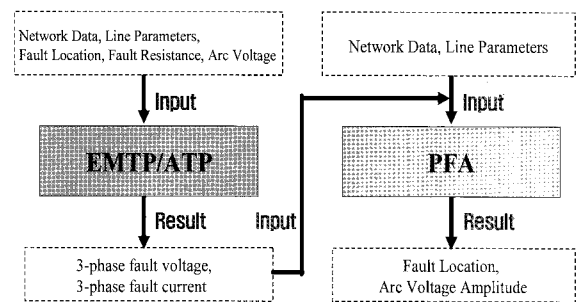 Network Data, Line Parameters,
Fault Location, Fault Resistance, Arc Voltage
Input
EMTP/ATP
Result
3-phase fault voltage,
3-phase fault current
Input
Network Data, Line Parameters
Input
PFA
Result
Fault Location,
Arc Voltage Amplitude